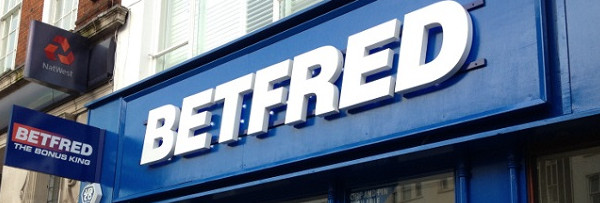 NatWest
BETFRED
BETFRED
THE BONUS KING